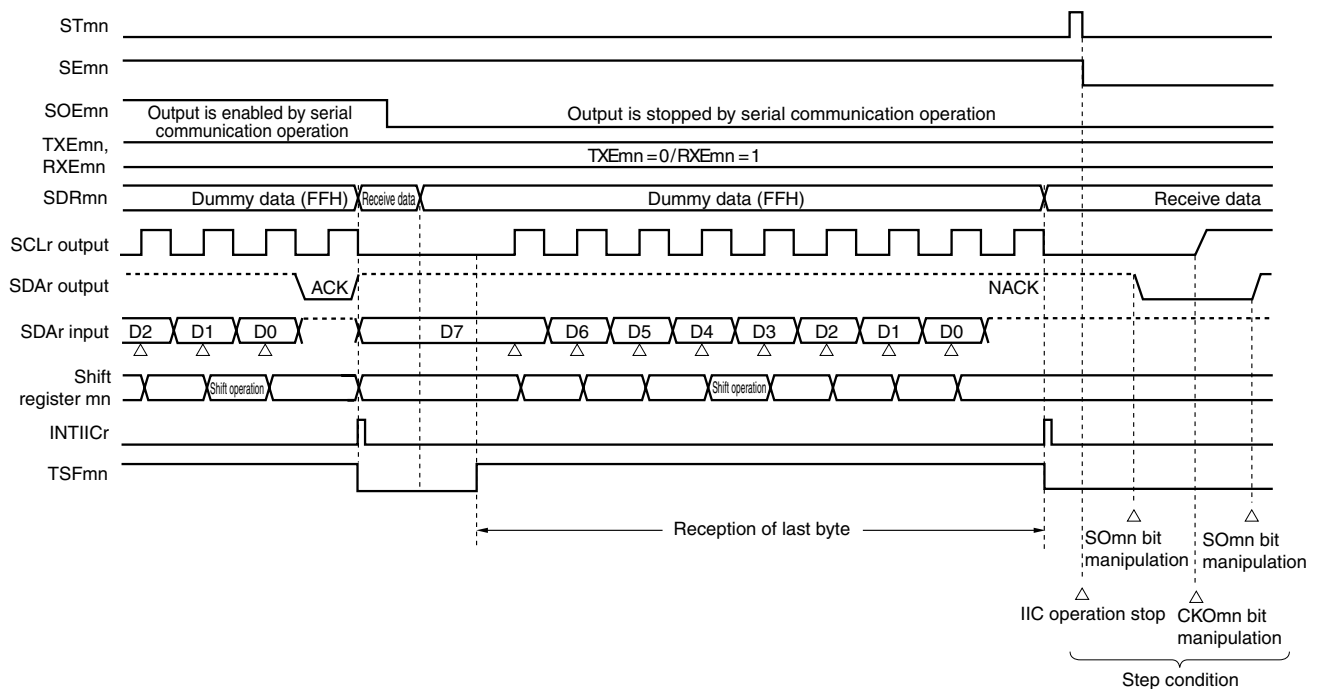 STmn
SEmn
SOEmn
Output is enabled by serial
communication operation
Output is stopped by serial communication operation
TXEmn,
RXEmn
TXEmn=0/RXEmn=1
SDRmn
Dummy data (FFH)
Receive data
Dummy data (FFH)
Receive data
SCLr output
SDAr output
ACK
NACK
SDAr input
D2
D1
D0
D7
D6
D5
D4
D3
D2
D1
D0
Shift
register mn
Shift operation
Shift operation
INTIICr
TSFmn
Reception of last byte
SOmn bit
manipulation
SOmn bit
manipulation
IIC operation stop
CKOmn bit
manipulation
Step condition